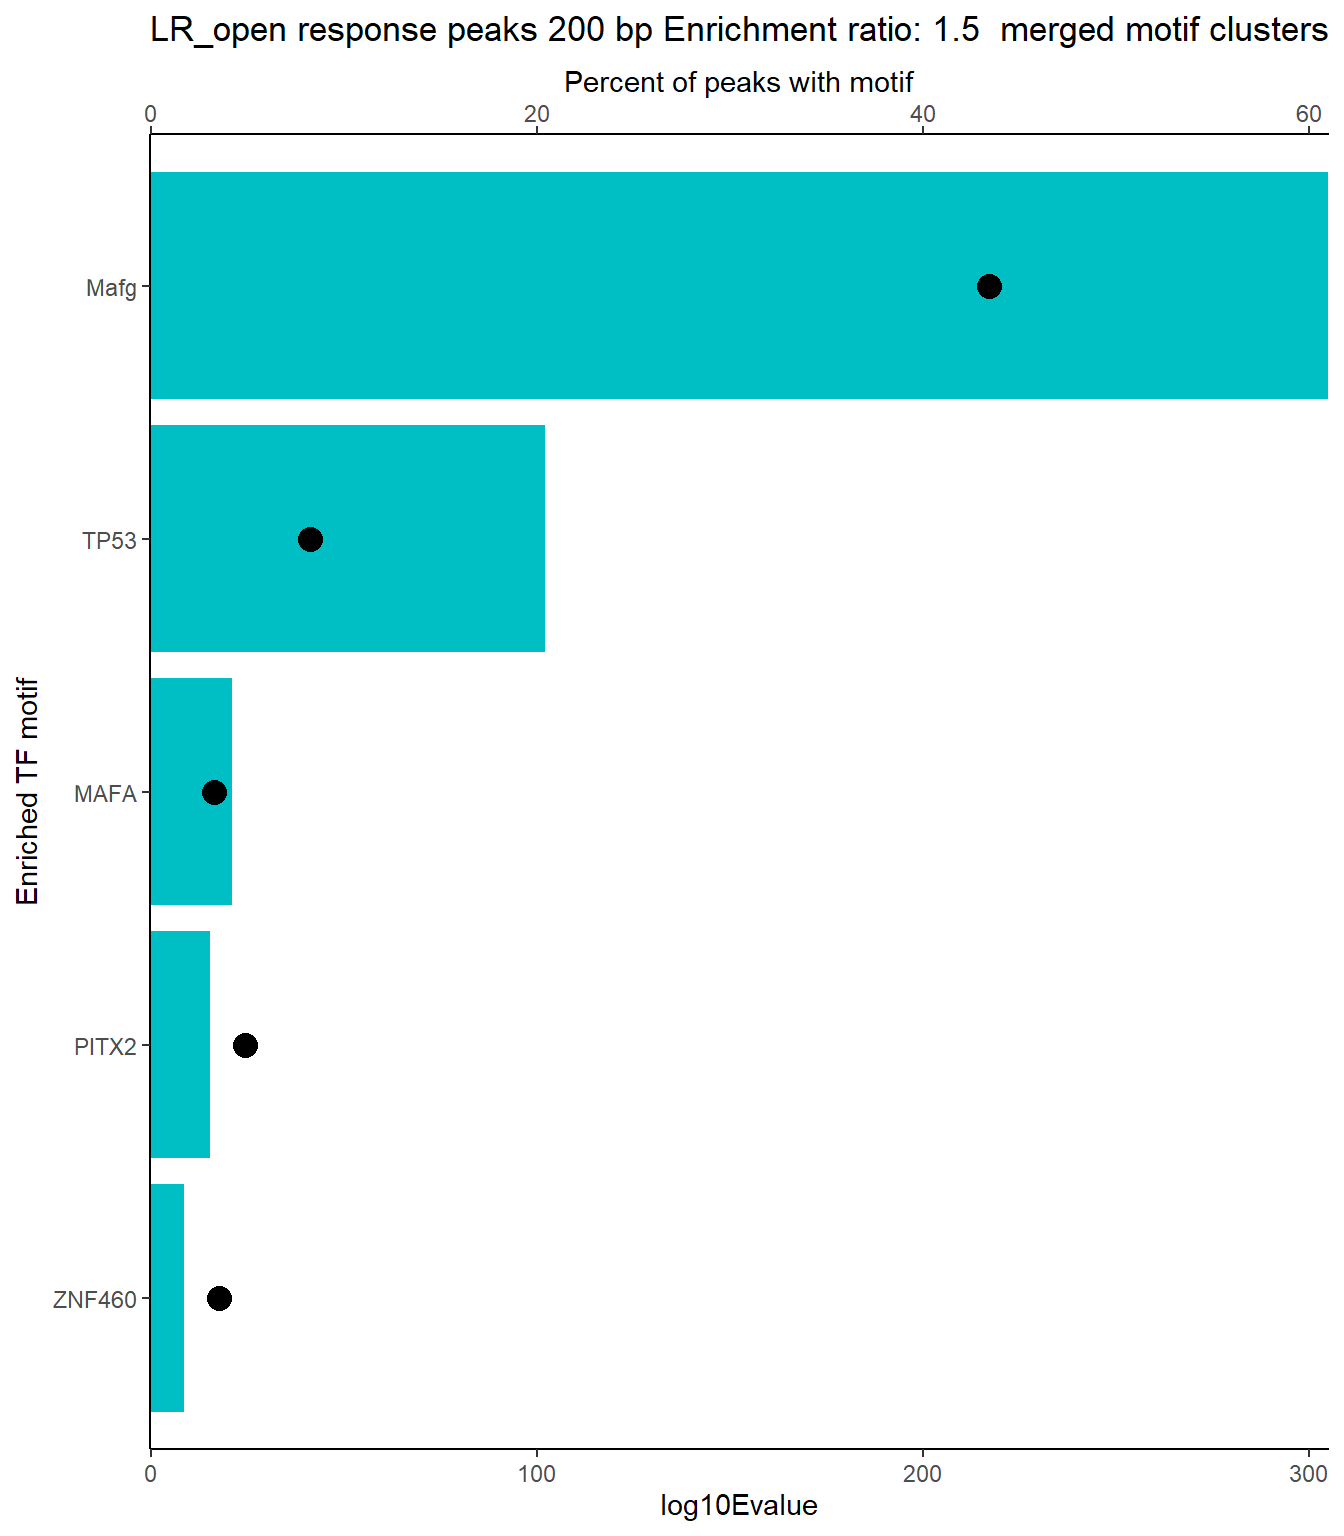 LR_open response peaks 200 bp Enrichment ratio: 1.5  merged motif clusters
Percent of peaks with motif
0 20 40 60
Mafg
TP53
MAFA
PITX2
ZNF460
Enriched TF motif
0 100 200 300
log10Evalue